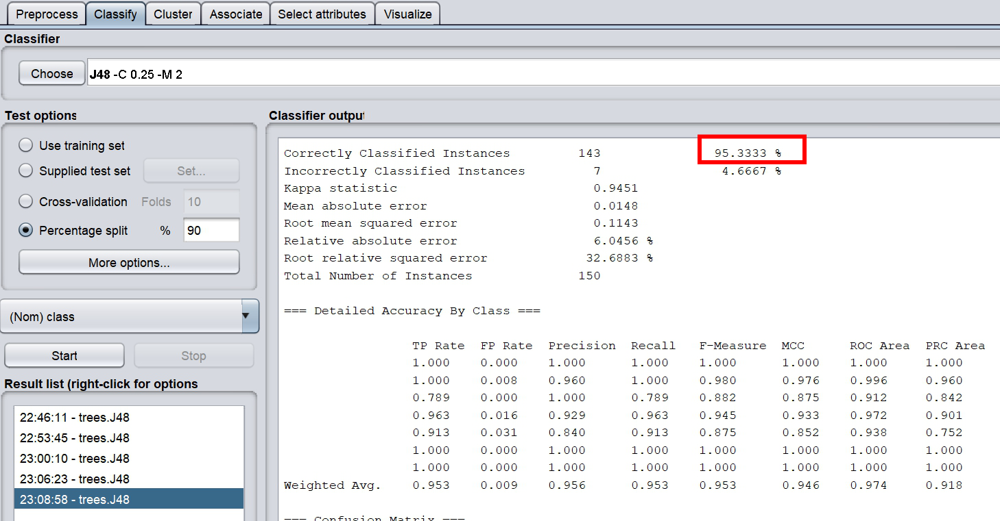 Preprocess Classify Cluster Associate Select attributes Visualize
Classifier
Choose J48 -C 0.25 -M 2
Test options
Use training set
Supplied test set Set...
Cross-validation Folds 10
Percentage split % 90
More options...
(Nom) class
Start Stop
Result list (right-click for options
22:46:11 - trees.J48
22:53:45 - trees.J48
23:00:10 - trees.J48
23:06:23 - trees.J48
23:08:58 - trees.J48
Classifier output
Correctly Classified Instances 143 95.3333 %
Incorrectly Classified Instances 7 4.6667 %
Kappa statistic 0.9451
Mean absolute error 0.0148
Root mean squared error 0.1143
Relative absolute error 6.0456 %
Root relative squared error 32.6883 %
Total Number of Instances 150
=== Detailed Accuracy By Class ===
TP Rate FP Rate Precision Recall F-Measure MCC ROC Area PRC Area
1.000 0.000 1.000 1.000 1.000 1.000 1.000 1.000
1.000 0.008 0.960 1.000 0.980 0.976 0.996 0.960
0.789 0.000 1.000 0.789 0.882 0.875 0.912 0.842
0.963 0.016 0.929 0.963 0.945 0.933 0.972 0.901
0.913 0.031 0.840 0.913 0.875 0.852 0.938 0.752
1.000 0.000 1.000 1.000 1.000 1.000 1.000 1.000
1.000 0.000 1.000 1.000 1.000 1.000 1.000 1.000
Weighted Avg. 0.953 0.009 0.956 0.953 0.953 0.946 0.974 0.918
=== Confusion Matrix ===